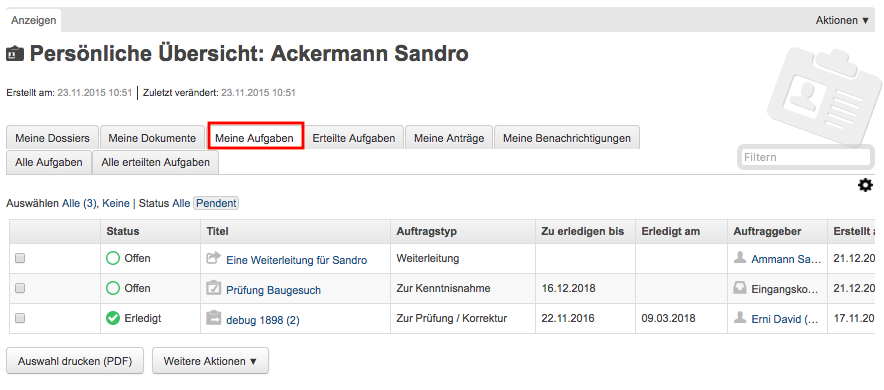 Anzeigen Aktionen ▼
Persönliche Übersicht: Ackermann Sandro
Erstellt am: 23.11.2015 10:51 | Zuletzt verändert: 23.11.2015 10:51
Meine Dossiers Meine Dokumente Meine Aufgaben Erteilte Aufgaben Meine Anträge Meine Benachrichtigungen
Alle Aufgaben Alle erteilten Aufgaben
Filtern
Auswählen Alle (3), Keine | Status Alle Pendent
Status Titel Auftragstyp Zu erledigen bis Erledigt am Auftraggeber Erstellt a
Offen Eine Weiterleitung für Sandro Weiterleitung Ammann Sa... 21.12.20
Offen Prüfung Baugesuch Zur Kenntnisnahme 16.12.2018 Eingangsko... 21.12.20
Erledigt debug 1898 (2) Zur Prüfung / Korrektur 22.11.2016 09.03.2018 Erni David (... 17.11.20
Auswahl drucken (PDF) Weitere Aktionen ▼